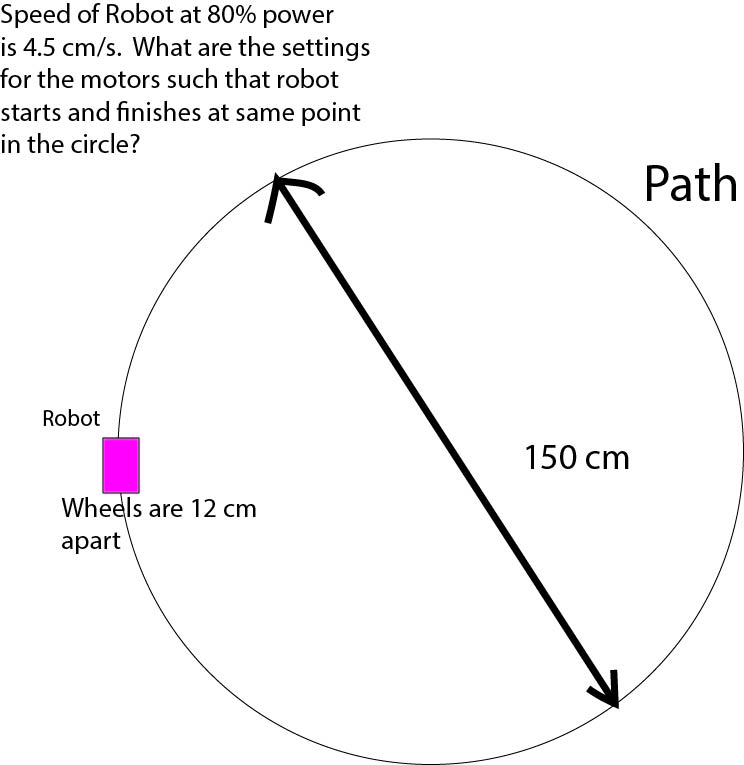 Speed of Robot at 80% power
is 4.5 cm/s.  What are the settings
for the motors such that robot
starts and finishes at same point
in the circle?
Path
Robot
150 cm
Wheels are 12 cm
apart